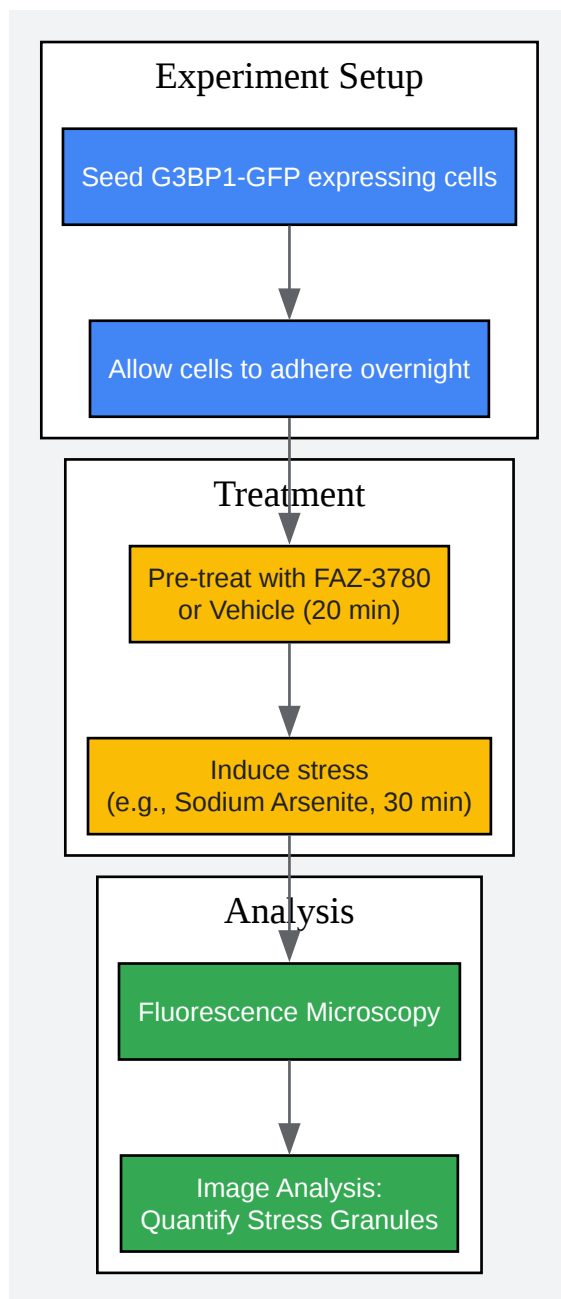 Experiment Setup
Seed G3BP1-GFP expressing cells
Allow cells to adhere overnight
Treatment
Pre-treat with FAZ-3780
or Vehicle (20 min)
Induce stress
(e.g., Sodium Arsenite, 30 min)
Analysis
Fluorescence Microscopy
Image Analysis:
Quantify Stress Granules